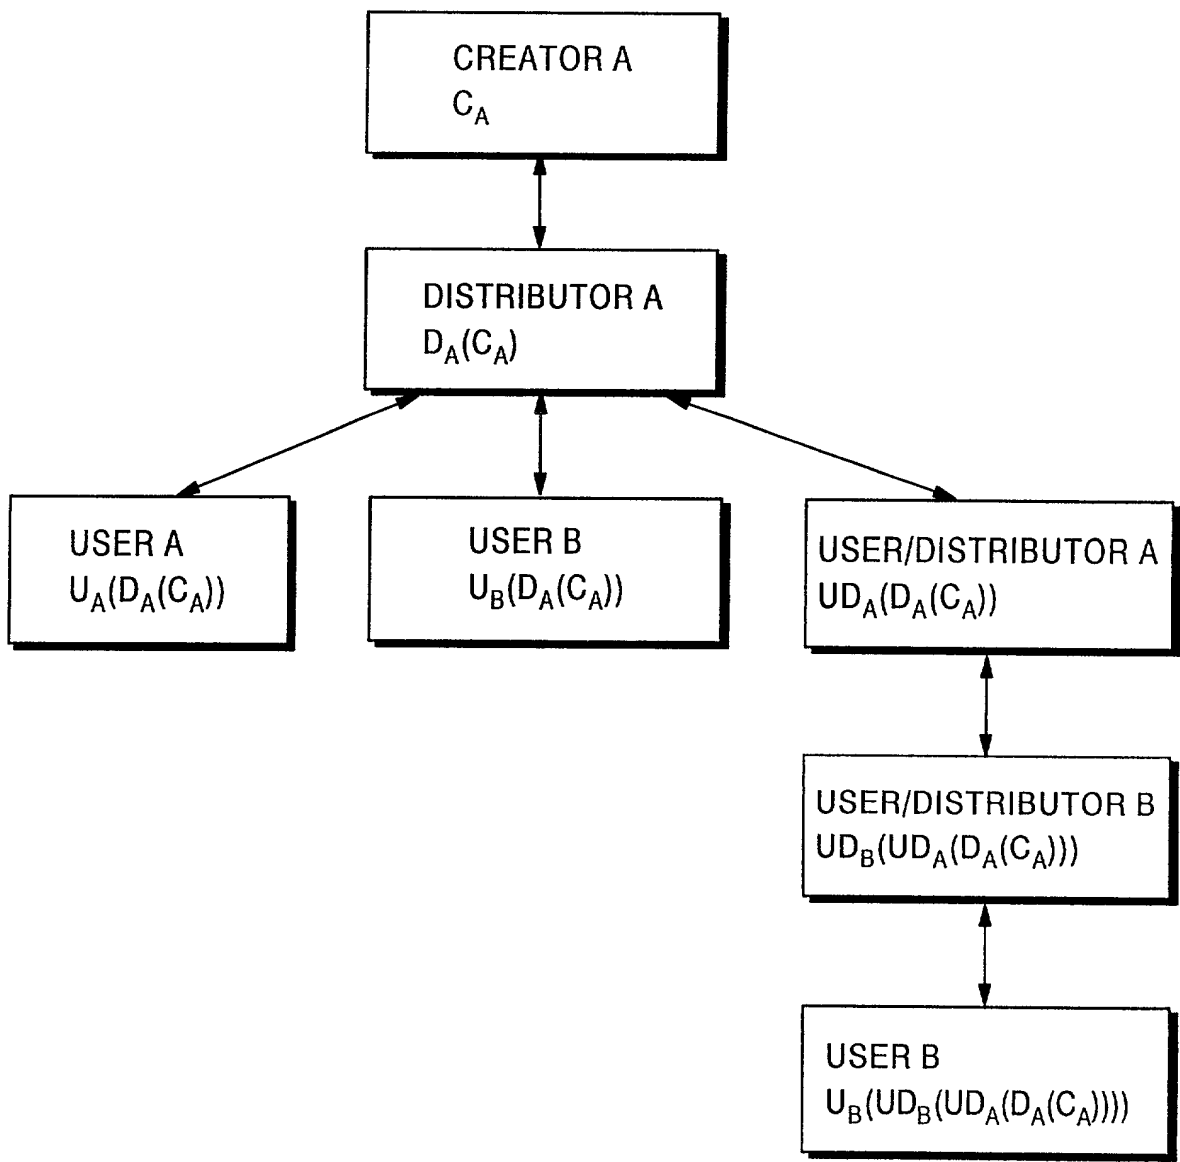 CREATOR A
C_A
DISTRIBUTOR A
D_A(C_A)
USER A
U_A(D_A(C_A))
USER B
U_B(D_A(C_A))
USER/DISTRIBUTOR A
UD_A(D_A(C_A))
USER/DISTRIBUTOR B
UD_B(UD_A(D_A(C_A)))
USER B
U_B(UD_B(UD_A(D_A(C_A))))